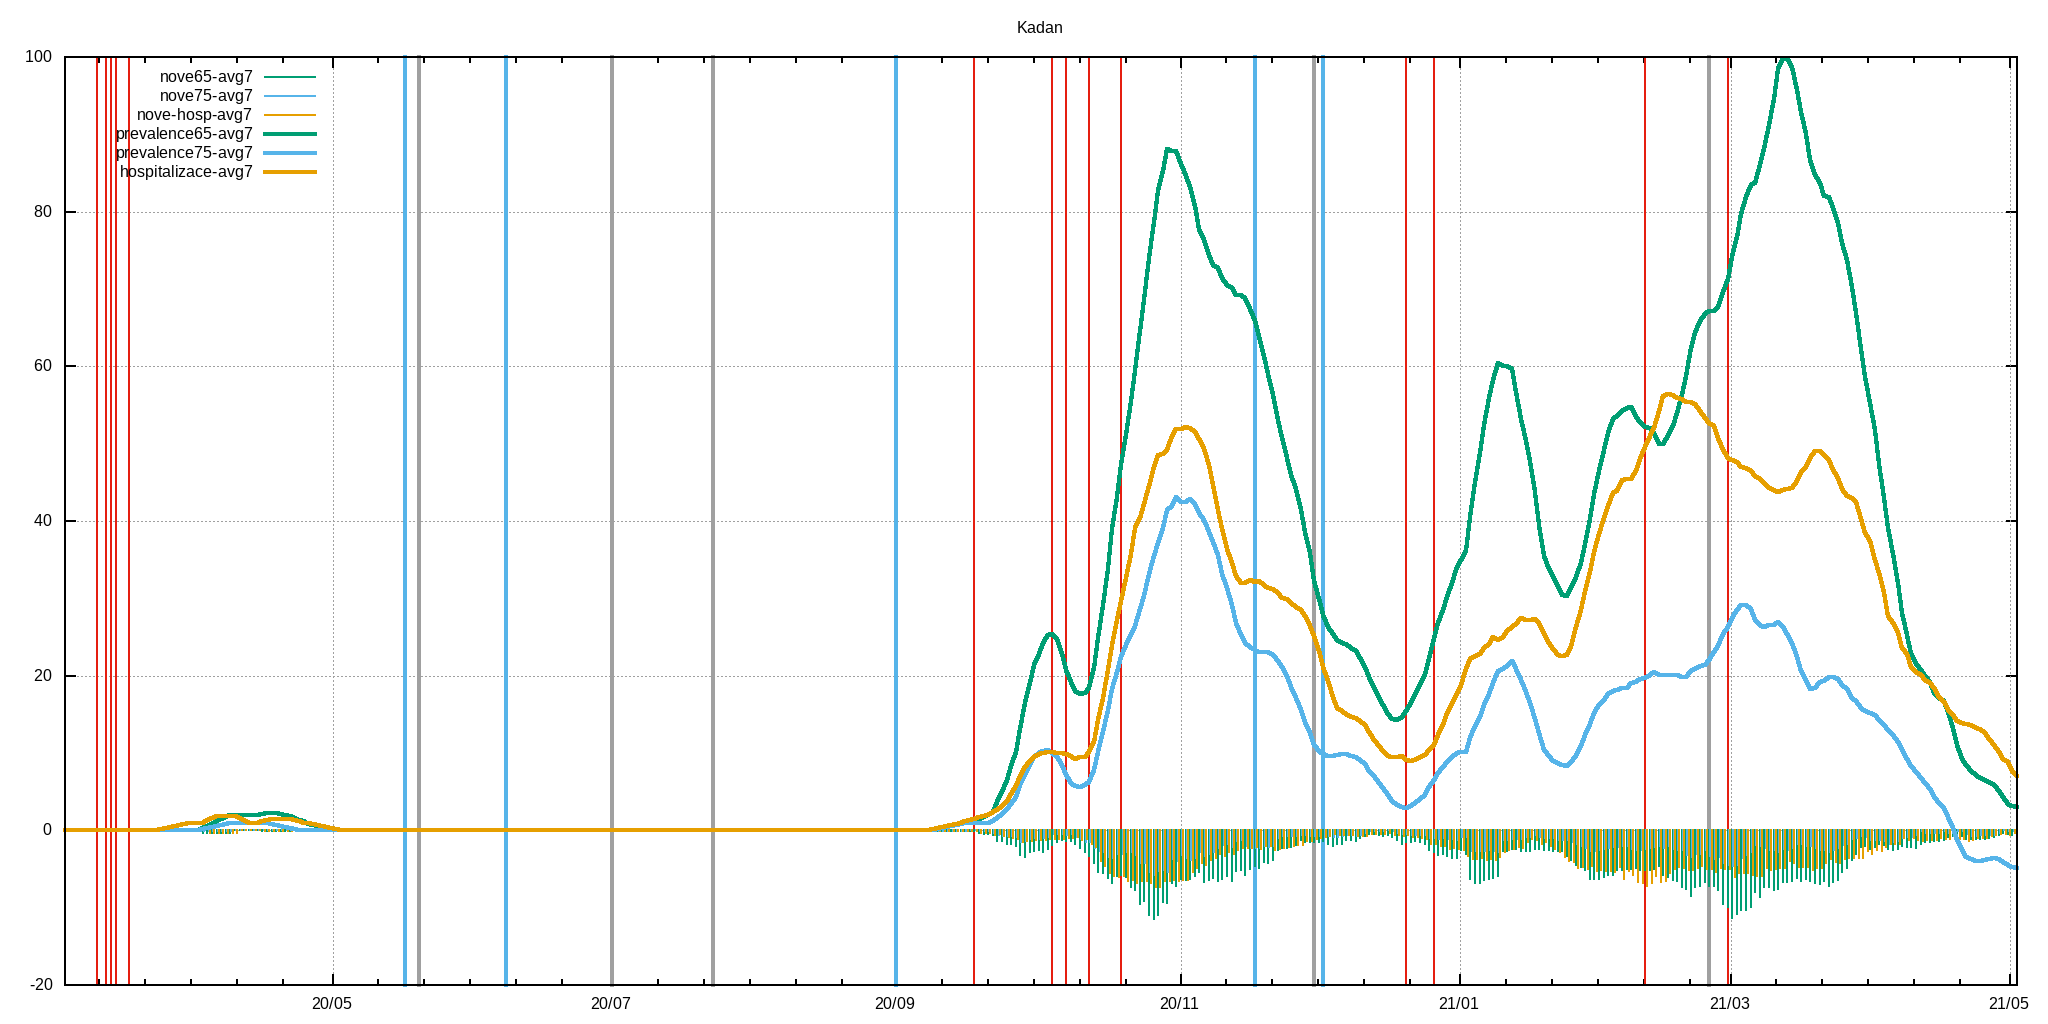 Kadan
100
80
60
40
20
0
-20
nove65-avg7
nove75-avg7
nove-hosp-avg7
prevalence65-avg7
prevalence75-avg7
hospitalizace-avg7
20/05
20/07
20/09
20/11
21/01
21/03
21/05